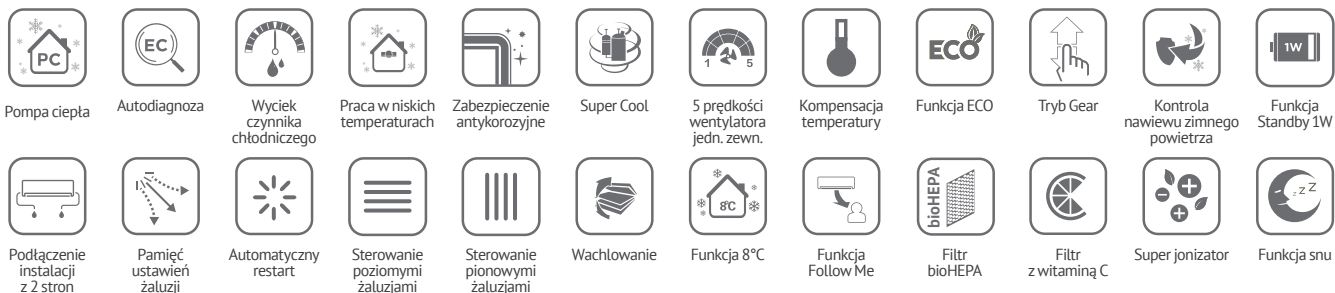 PC
EC
1 5
ECO
1W
Pompa ciepła
Autodiagnoza
Wyciek
czynnika
chłodniczego
Praca w niskich
temperaturach
Zabezpieczenie
antykorozyjne
Super Cool
5 prędkości
wentylatora
jedn. zewn.
Kompensacja
temperatury
Funkcja ECO
Tryb Gear
Kontrola
nawiewu zimnego
powietrza
Funkcja
Standby 1W
8°C
bioHEPA
z z Z
Podłączenie
instalacji
z 2 stron
Pamięć
ustawień
żaluzji
Automatyczny
restart
Sterowanie
poziomymi
żaluzjami
Sterowanie
pionowymi
żaluzjami
Wachlowanie
Funkcja 8°C
Funkcja
Follow Me
Filtr
bioHEPA
Filtr
z witaminą C
Super jonizator
Funkcja snu